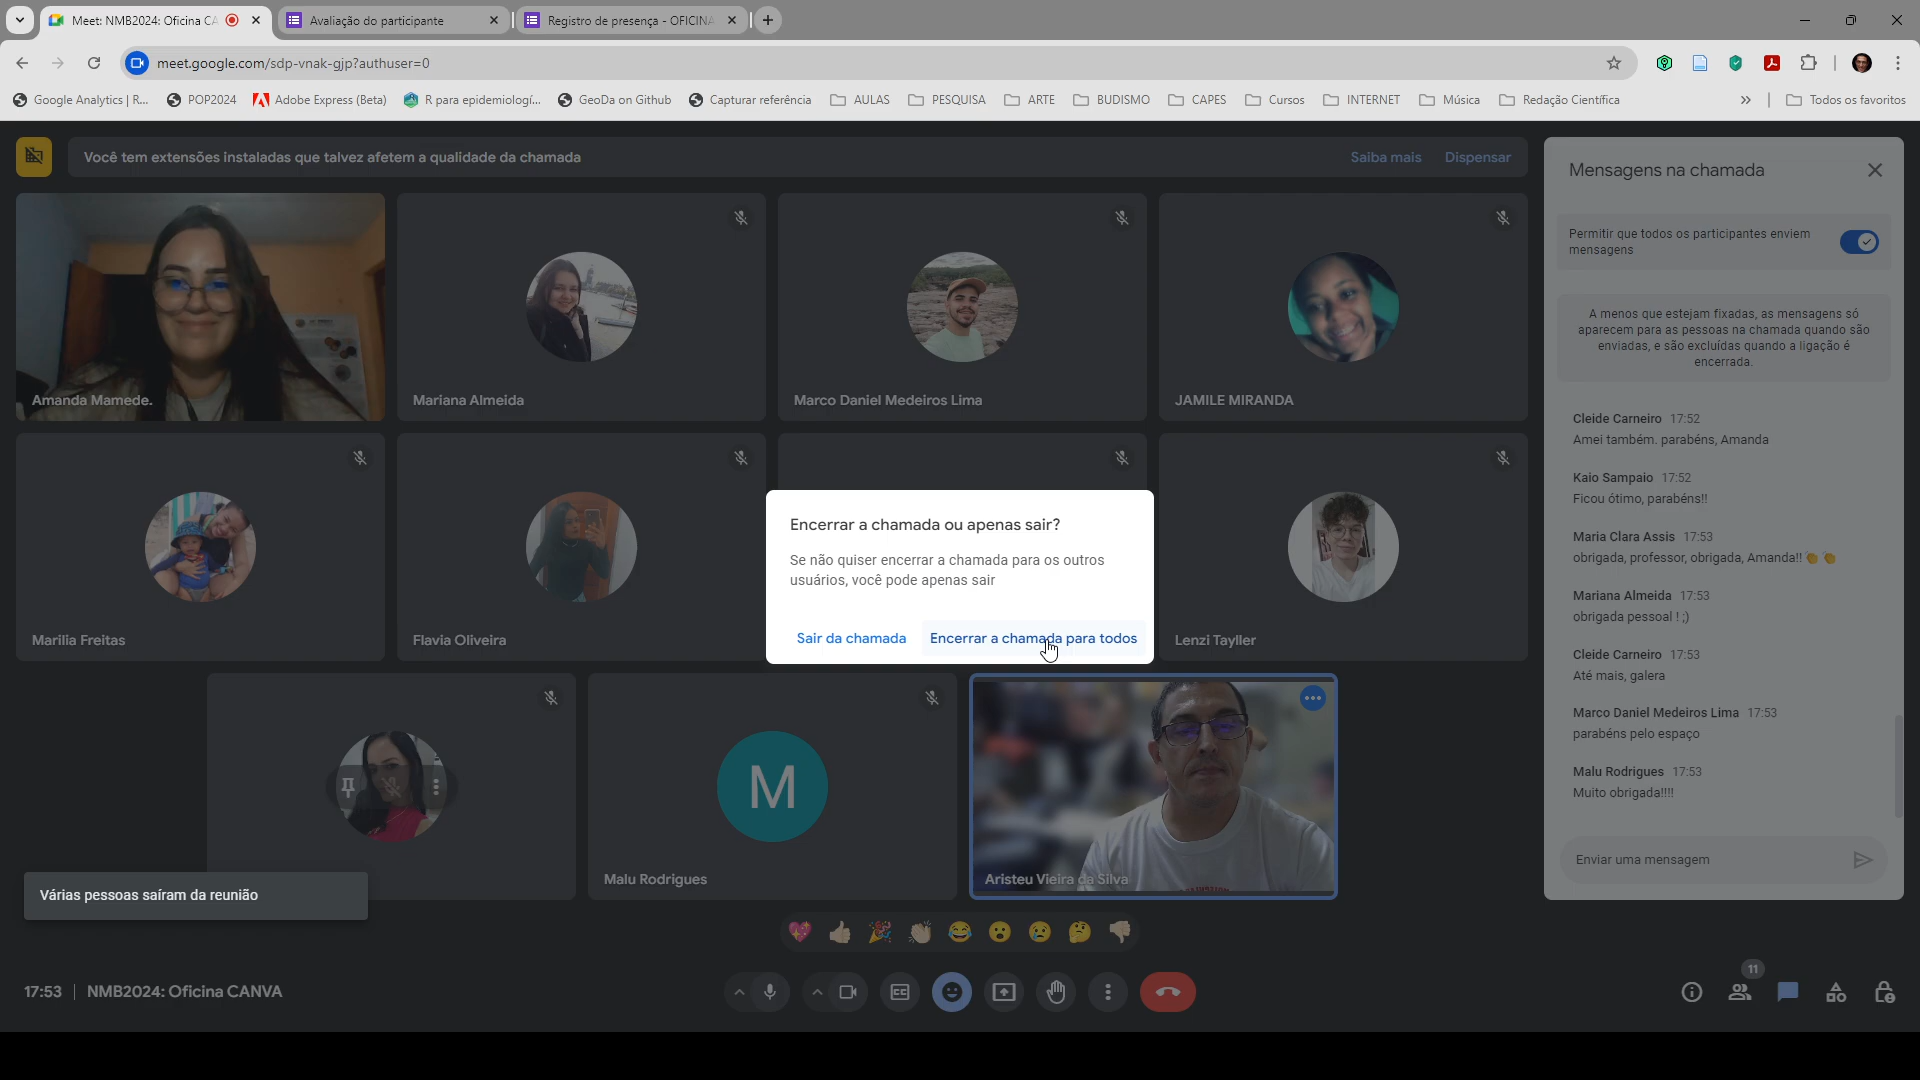 Meet: NMB2024: Oficina CA
Avaliação do participante
Registro de presença - OFICINA
meet.google.com/sdp-vnak-gjp?authuser=0
Google Analytics | R...
POP2024
Adobe Express (Beta)
R para epidemiologi...
GeoDa on Github
Capturar referência
AULAS
PESQUISA
ARTE
BUDISMO
CAPES
Cursos
INTERNET
Música
Redação Científica
Todos os favoritos
Você tem extensões instaladas que talvez afetem a qualidade da chamada
Saiba mais
Dispensar
Amanda Mamede.
Mariana Almeida
Marco Daniel Medeiros Lima
JAMILE MIRANDA
Marilia Freitas
Flavia Oliveira
Lenzi Tayller
Encerrar a chamada ou apenas sair?
Se não quiser encerrar a chamada para os outros
usuários, você pode apenas sair
Sair da chamada
Encerrar a chamada para todos
M
Malu Rodrigues
Aristeu Vieira da Silva
Várias pessoas saíram da reunião
17:53 | NMB2024: Oficina CANVA
11
Mensagens na chamada
Permitir que todos os participantes enviem
mensagens
A menos que estejam fixadas, as mensagens só
aparecem para as pessoas na chamada quando são
enviadas, e são excluídas quando a ligação é
encerrada.
Cleide Carneiro 17:52
Amei também. parabéns, Amanda
Kaio Sampaio 17:52
Ficou ótimo, parabéns!!
Maria Clara Assis 17:53
obrigada, professor, obrigada, Amanda!! 👏 👏
Mariana Almeida 17:53
obrigada pessoal ! ;)
Cleide Carneiro 17:53
Até mais, galera
Marco Daniel Medeiros Lima 17:53
parabéns pelo espaço
Malu Rodrigues 17:53
Muito obrigada!!!!
Enviar uma mensagem